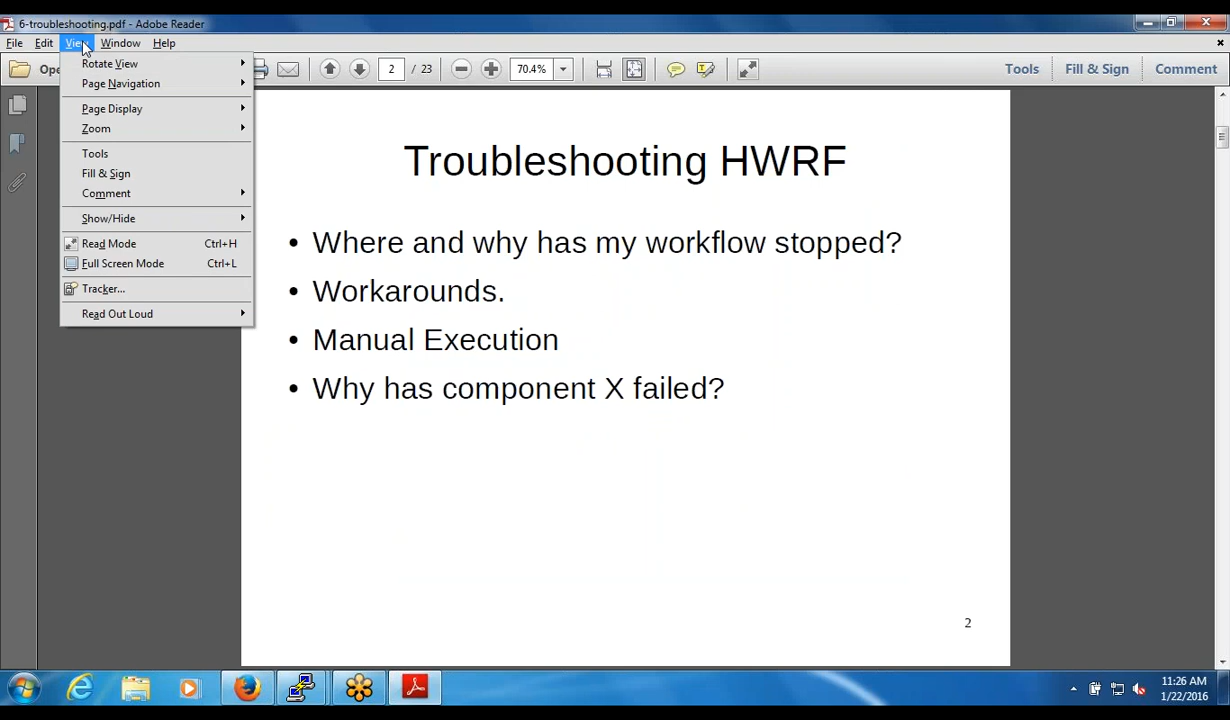 6-troubleshooting.pdf - Adobe Reader
File Edit View Window Help
Ope 2 / 23 70.4% Tools Fill & Sign Comment
Rotate View
Page Navigation
Page Display
Zoom
Tools
Fill & Sign
Comment
Show/Hide
Read Mode Ctrl+H
Full Screen Mode Ctrl+L
Tracker...
Read Out Loud
Troubleshooting HWRF
• Where and why has my workflow stopped?
• Workarounds.
• Manual Execution
• Why has component X failed?
2
11:26 AM
1/22/2016